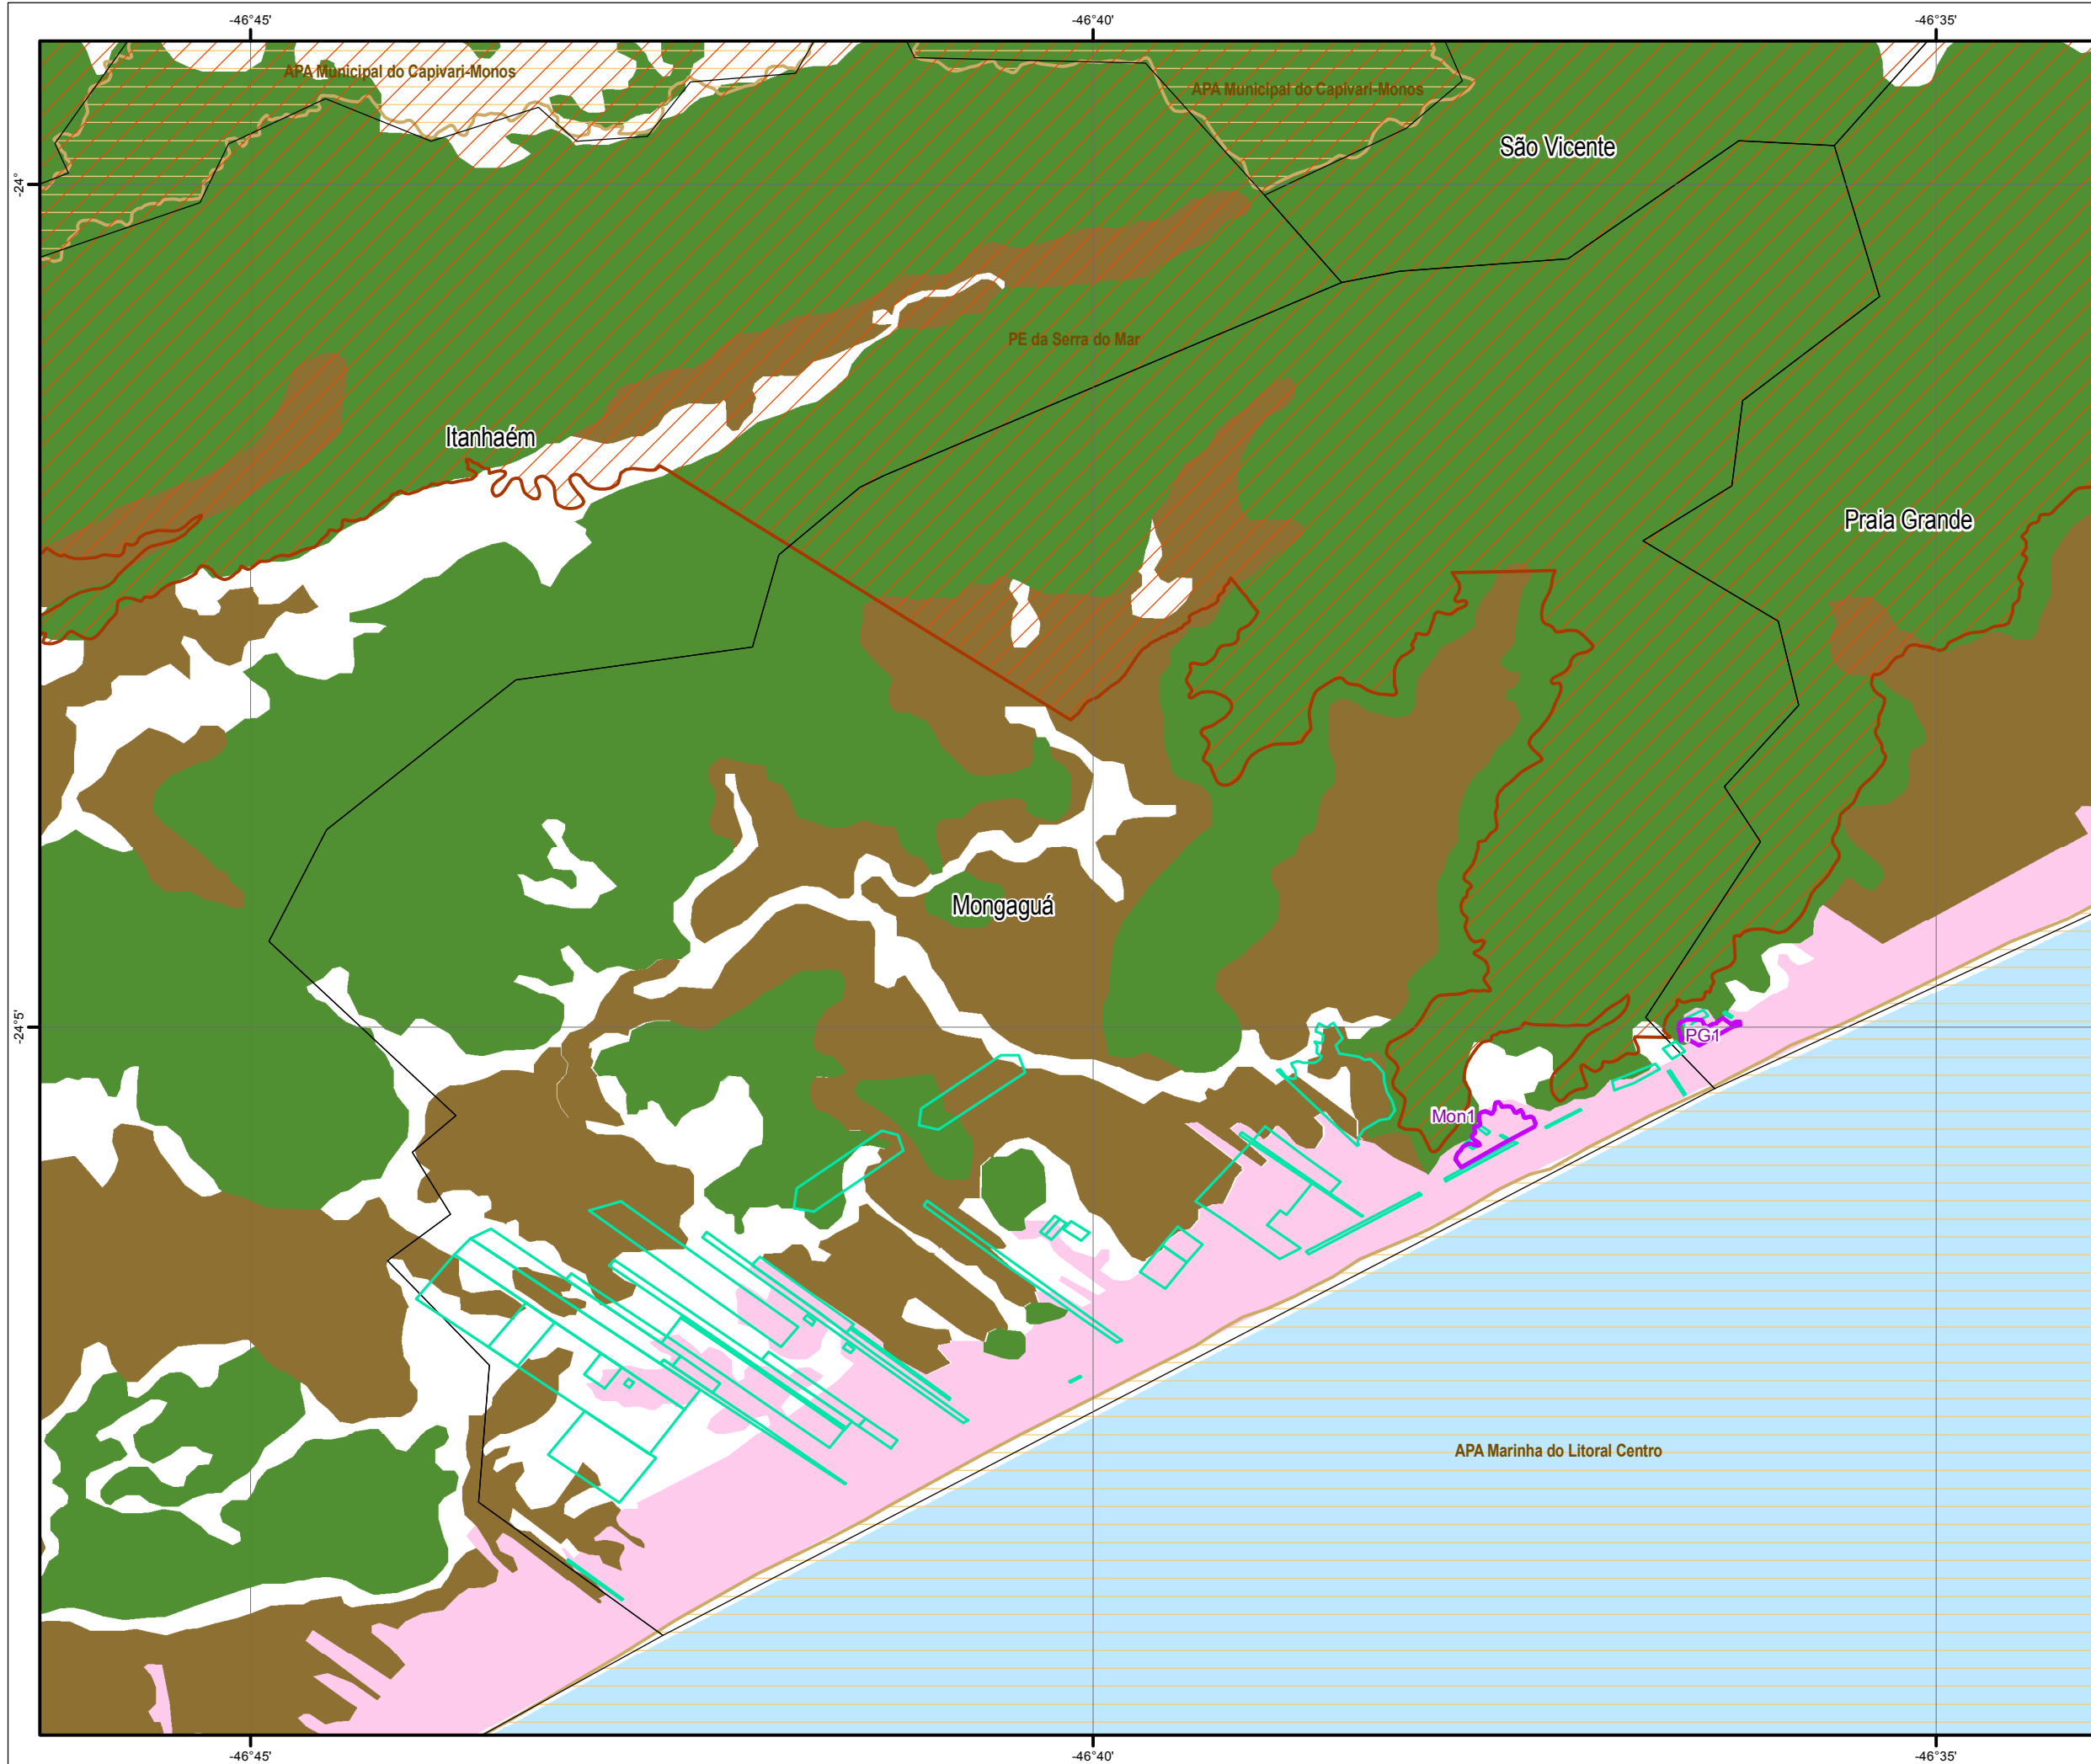 -46°45'
-46°40'
-46°35'
APA Municipal do Capivari-Monos
APA Municipal do Capivari-Monos
São Vicente
-24°
PE da Serra do Mar
Itanhaém
Praia Grande
Mongaguá
-24°5'
PG1
Mon1
APA Marinha do Litoral Centro
-46°45'
-46°40'
-46°35'